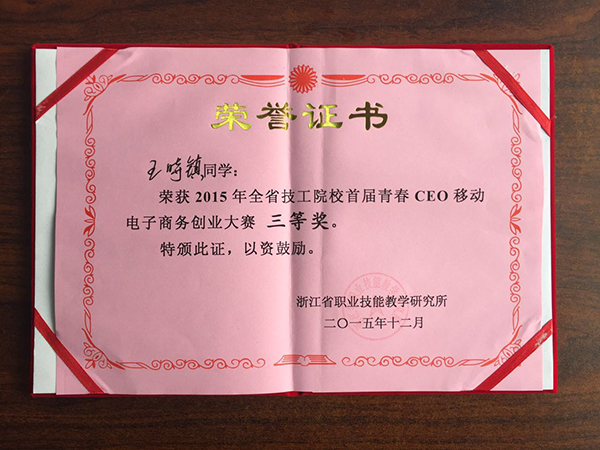 荣誉证书
王 镇同学:
荣获 2015 年全省技工院校首届青春 CEO 移动
电子商务创业大赛 三等奖。
特颁此证，以资鼓励。
浙江省职业技能教学研究所
二〇一五年十二月